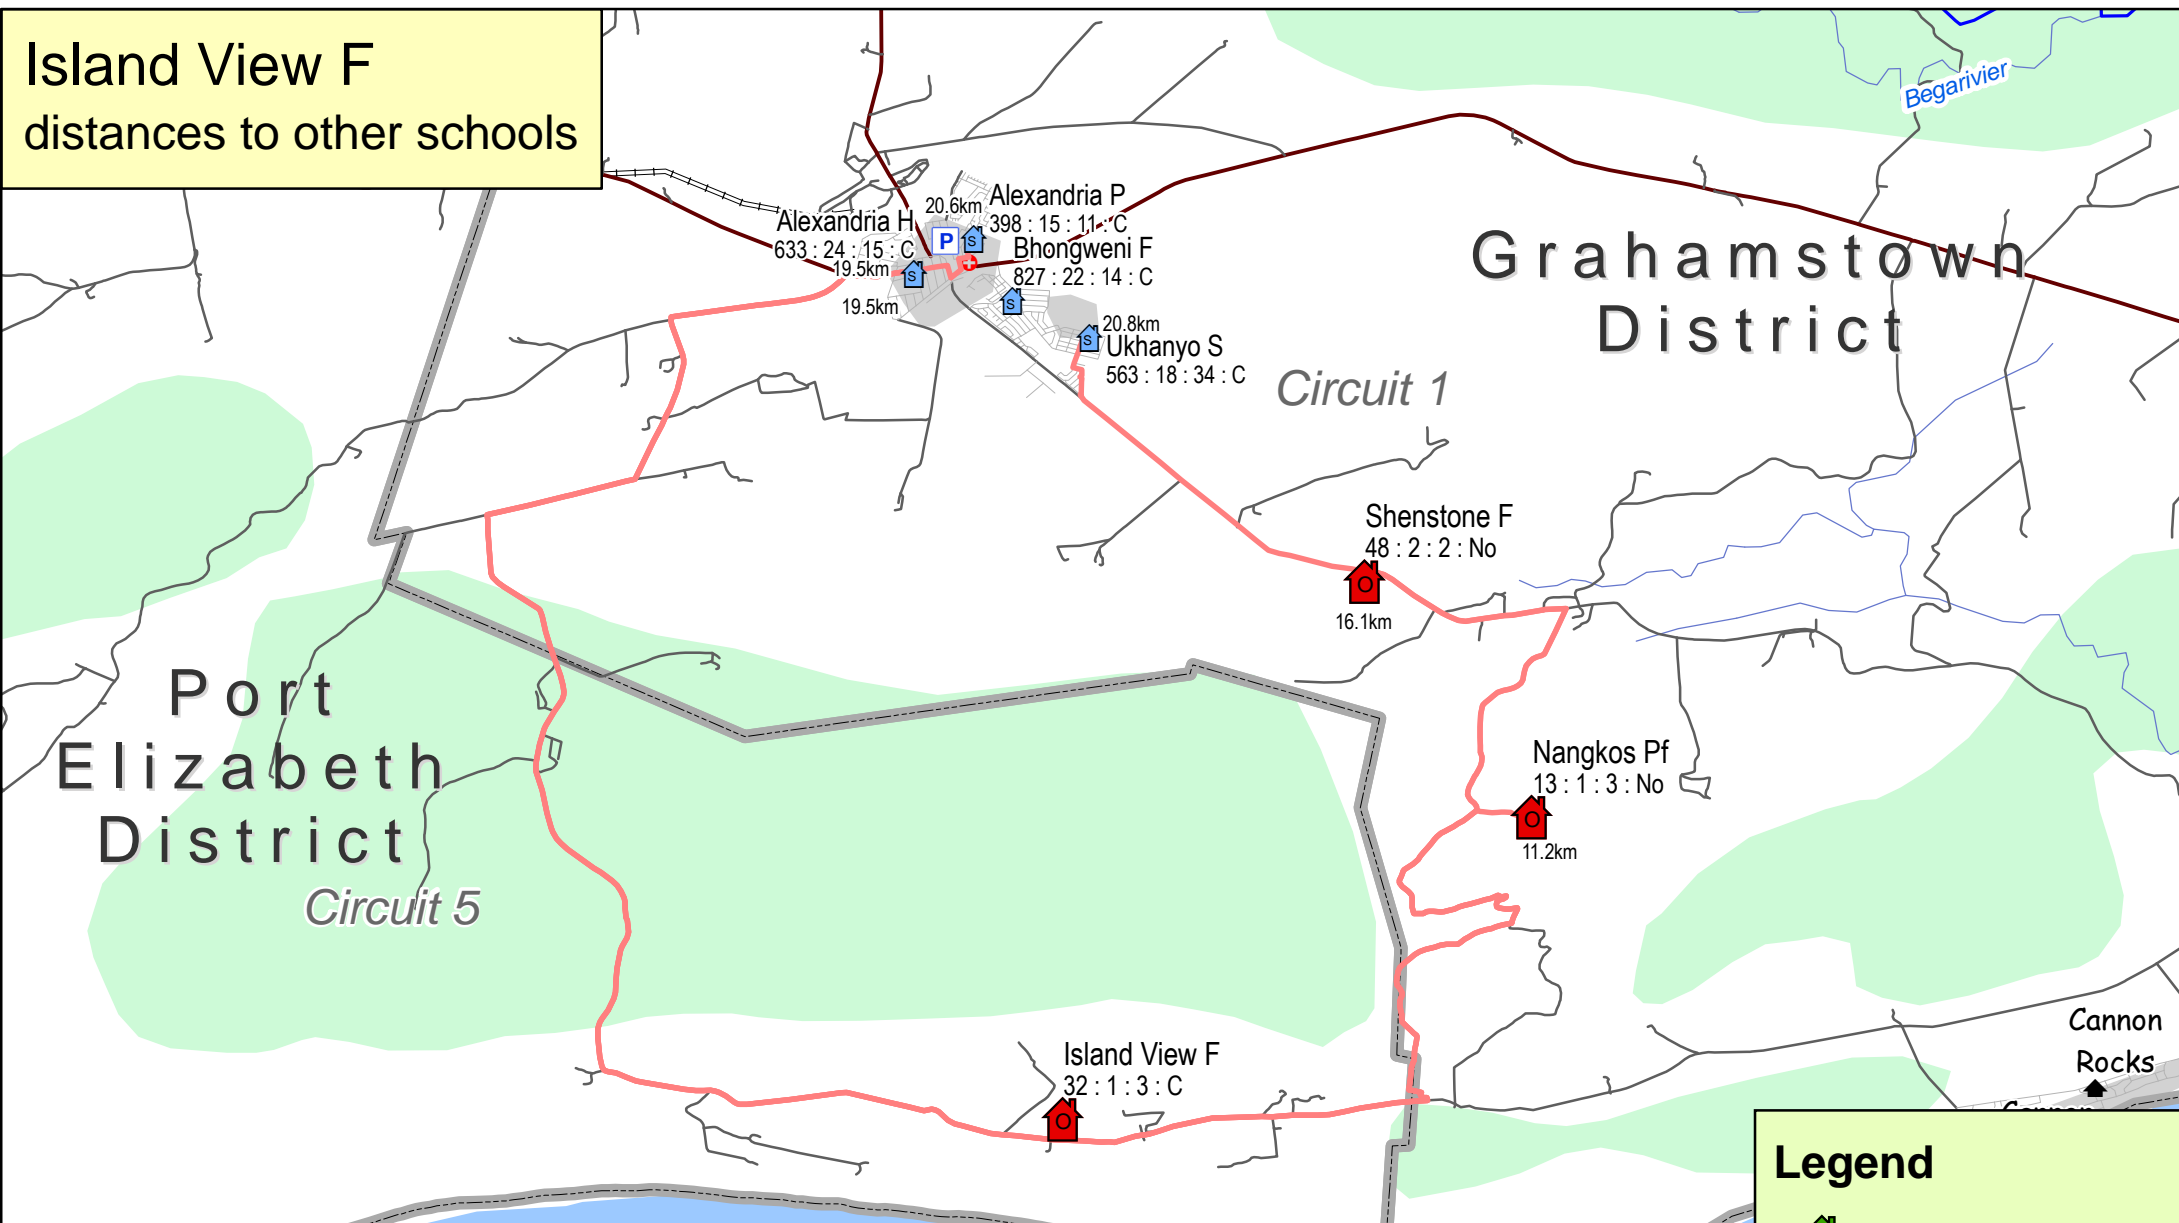 Island View F
distances to other schools
Begarivier
Alexandria P
20.6km
398 : 15 : 11 : C
Alexandria H
633 : 24 : 15 : C
19.5km
P
S
Bhongweni F
827 : 22 : 14 : C
S
19.5km
S
20.8km
S
Ukhanyo S
563 : 18 : 34 : C
Grahamstown
District
Circuit 1
Shenstone F
48 : 2 : 2 : No
O
16.1km
Port
Elizabeth
District
Circuit 5
Nangkos Pf
13 : 1 : 3 : No
O
11.2km
Island View F
32 : 1 : 3 : C
O
Cannon
Rocks
Legend